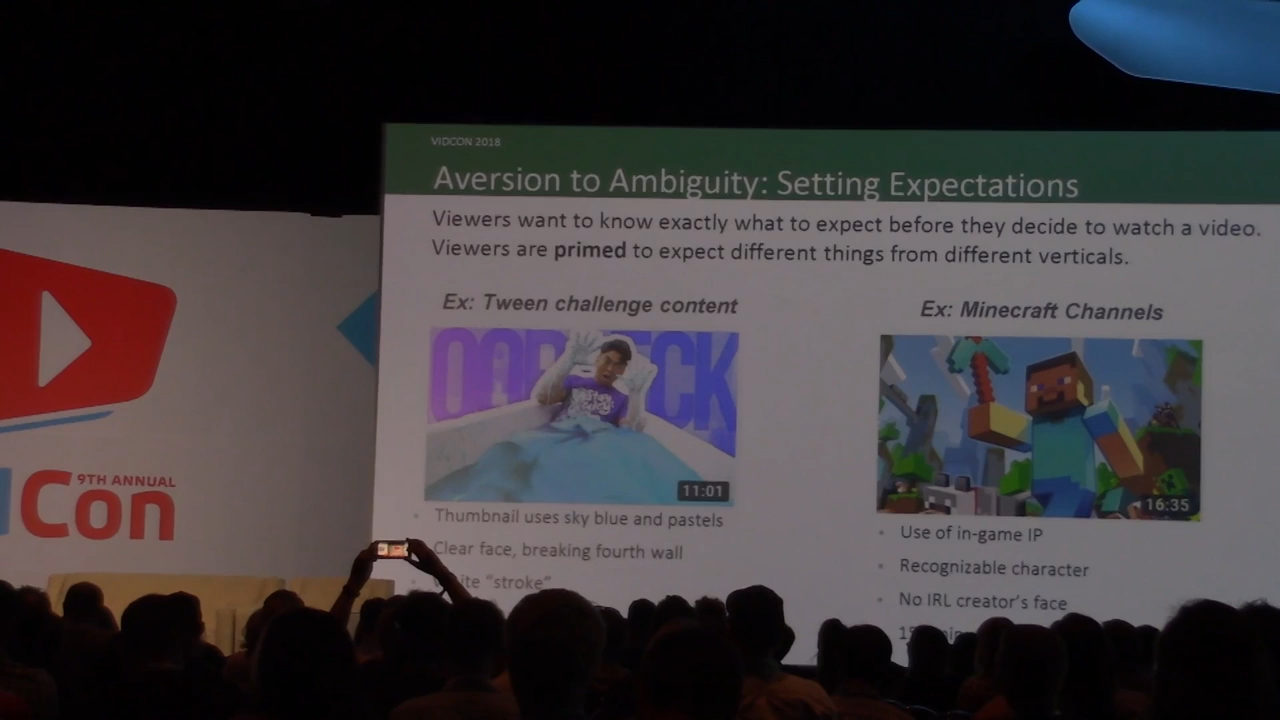 VIDCON 2018
Aversion to Ambiguity: Setting Expectations
Viewers want to know exactly what to expect before they decide to watch a video.
Viewers are primed to expect different things from different verticals.
Ex: Tween challenge content
11:01
Thumbnail uses sky blue and pastels
Clear face, breaking fourth wall
"stroke"
Ex: Minecraft Channels
16:35
Use of in-game IP
Recognizable character
No IRL creator's face
9TH ANNUAL
Con